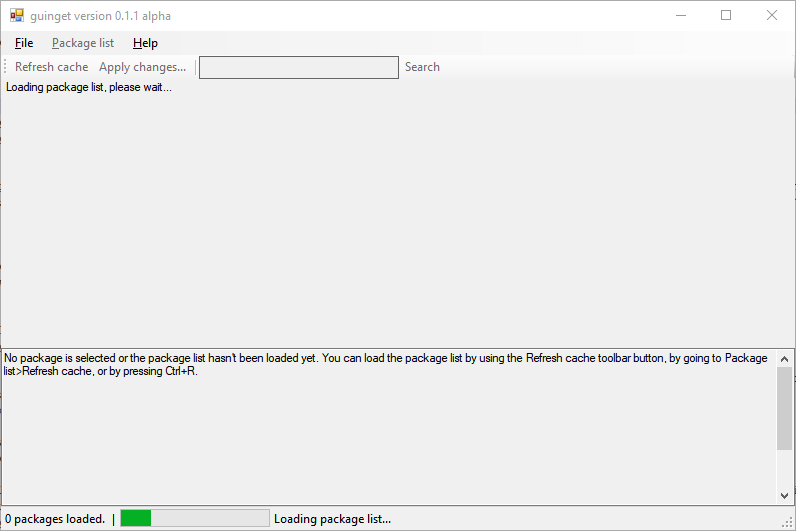 guinget version 0.1.1 alpha
File Package list Help
Refresh cache Apply changes... Search
Loading package list, please wait...
No package is selected or the package list hasn't been loaded yet. You can load the package list by using the Refresh cache toolbar button, by going to Package
list>Refresh cache, or by pressing Ctrl+R.
0 packages loaded. | Loading package list...